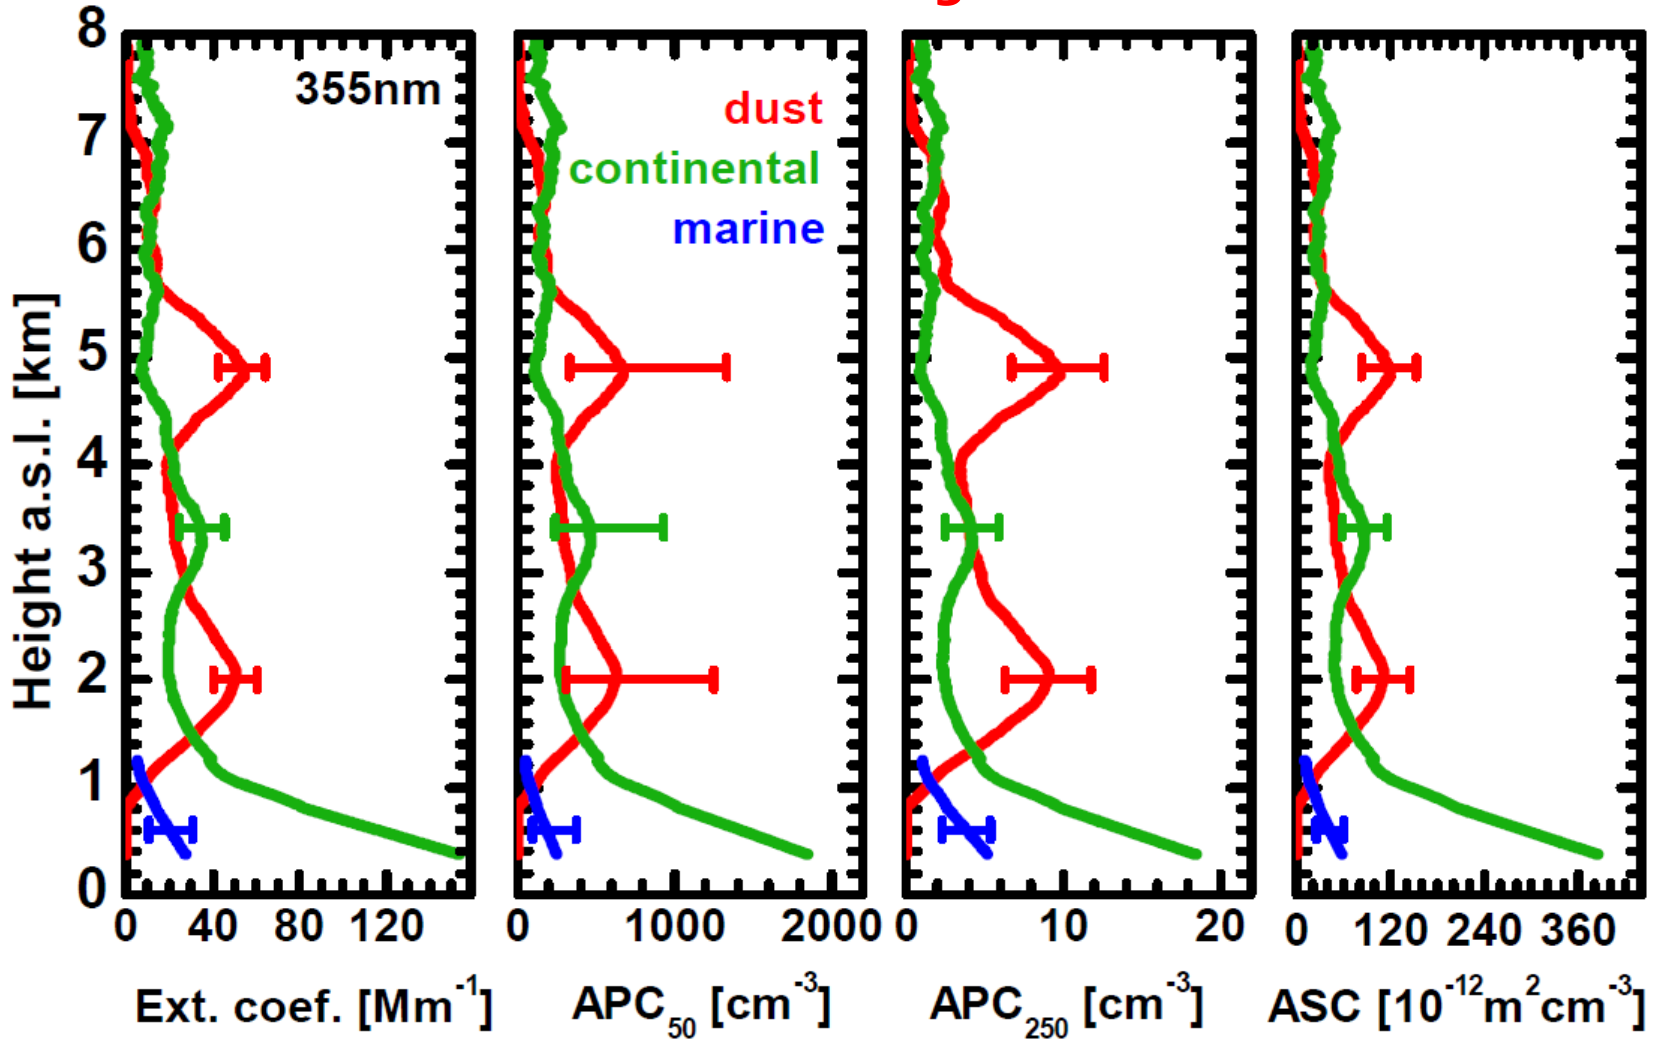 8
7
6
5
4
3
2
1
0
Height a.s.l. [km]
355nm
dust
continental
marine
0 40 80 120
0 1000 2000
0 10 20
0 120 240 360
Ext. coef. [Mm⁻¹]
APC₅₀ [cm⁻³]
APC₂₅₀ [cm⁻³]
ASC [10⁻¹²m²cm⁻³]